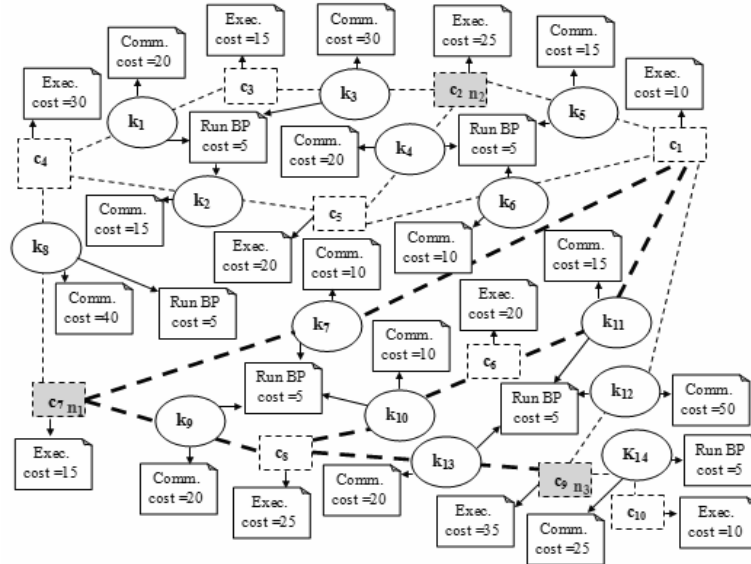 Exec.
cost=15
Comm.
cost=30
Exec.
cost=25
Comm.
cost=20
Comm.
cost=15
Exec.
cost=10
Exec.
cost=30
c3
k3
c2 n2
k5
k1
Run BP
cost=5
Comm.
cost=20
k4
Run BP
cost=5
c1
c4
k2
c5
k6
Comm.
cost=15
Exec.
cost=20
Comm.
cost=10
Comm.
cost=10
Comm.
cost=15
k8
Comm.
cost=40
Run BP
cost=5
k7
Exec.
cost=20
k11
Comm.
cost=10
c6
Run BP
cost=5
Run BP
cost=5
k12
Comm.
cost=50
c7 n1
k9
k10
c8
k13
K14
Run BP
cost=5
Exec.
cost=15
Comm.
cost=20
Exec.
cost=25
Comm.
cost=20
c9 n3
c10
Exec.
cost=35
Comm.
cost=25
Exec.
cost=10